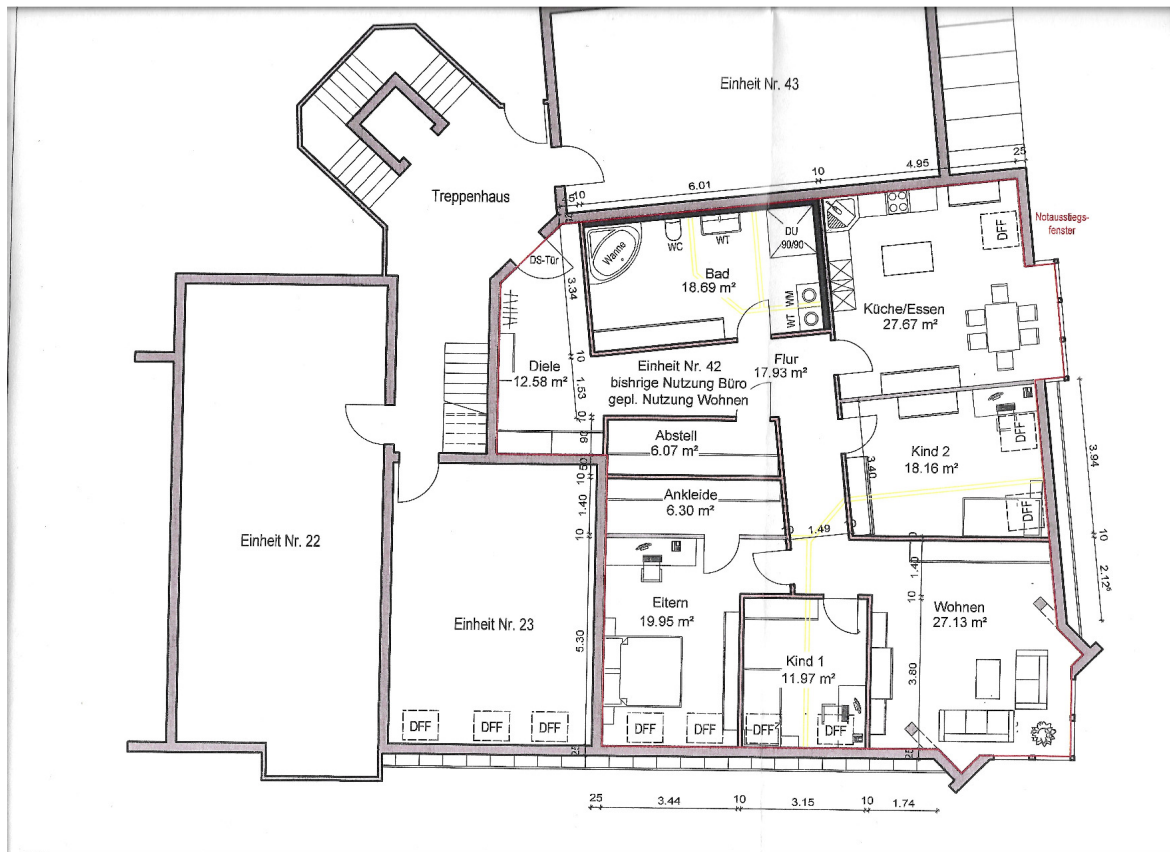 Einheit Nr. 43
4.95
25
6.01
10
10
Treppenhaus
Notausstiegs-
fenster
DFF
DU
90/90
WC
WT
Wanne
DS-Tür
Bad
18.69 m²
3.34
WM
WT
Küche/Essen
27.67 m²
Flur
17.93 m²
Diele
12.58 m²
10
Einheit Nr. 42
bishrige Nutzung Büro
gepl. Nutzung Wohnen
1.53
Abstell
6.07 m²
DFF
Kind 2
18.16 m²
3.40
3.94
50
10
Ankleide
6.30 m²
1.40
DFF
10
1.49
10
10
Einheit Nr. 22
Eltern
19.95 m²
1.40
10
2.12⁶
Wohnen
27.13 m²
Einheit Nr. 23
5.30
Kind 1
11.97 m²
3.80
DFF
DFF
DFF
DFF
DFF
DFF
DFF
25
25
25
3.44
10
3.15
10
1.74